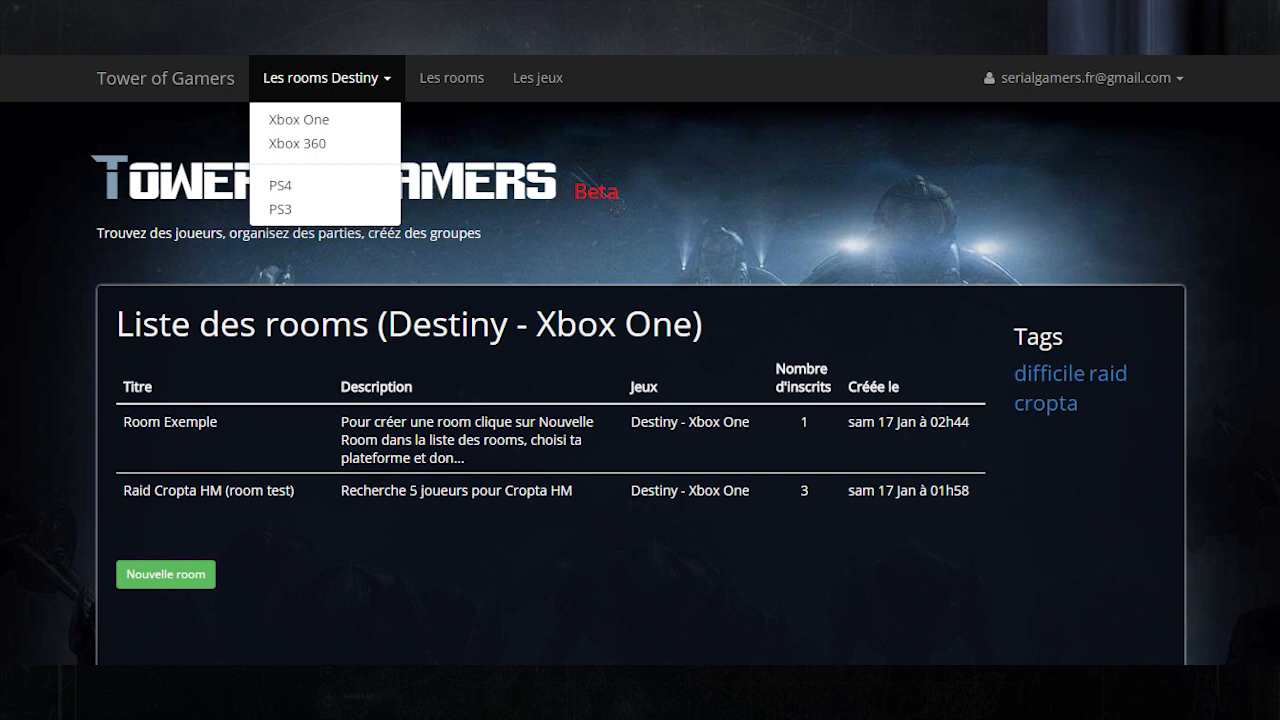 Tower of Gamers Les rooms Destiny Les rooms Les jeux serialgamers.fr@gmail.com
Xbox One
Xbox 360
PS4
PS3
TOWER AMERS Beta
Trouvez des joueurs, organisez des parties, crééz des groupes
Liste des rooms (Destiny - Xbox One)
Titre Description Jeux Nombre d'inscrits Créée le
Room Exemple Pour créer une room clique sur Nouvelle Destiny - Xbox One 1 sam 17 Jan à 02h44
Room dans la liste des rooms, choisi ta
plateforme et don...
Raid Cropta HM (room test) Recherche 5 joueurs pour Cropta HM Destiny - Xbox One 3 sam 17 Jan à 01h58
Nouvelle room
Tags
difficile raid
cropta